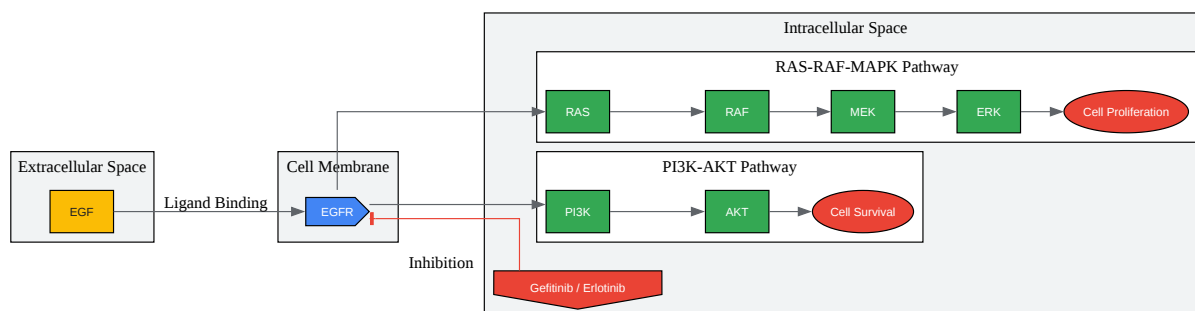 Intracellular Space
RAS-RAF-MAPK Pathway
RAS
RAF
MEK
ERK
Cell Proliferation
Extracellular Space
EGF
Ligand Binding
Cell Membrane
EGFR
PI3K-AKT Pathway
PI3K
AKT
Cell Survival
Inhibition
Gefitinib / Erlotinib